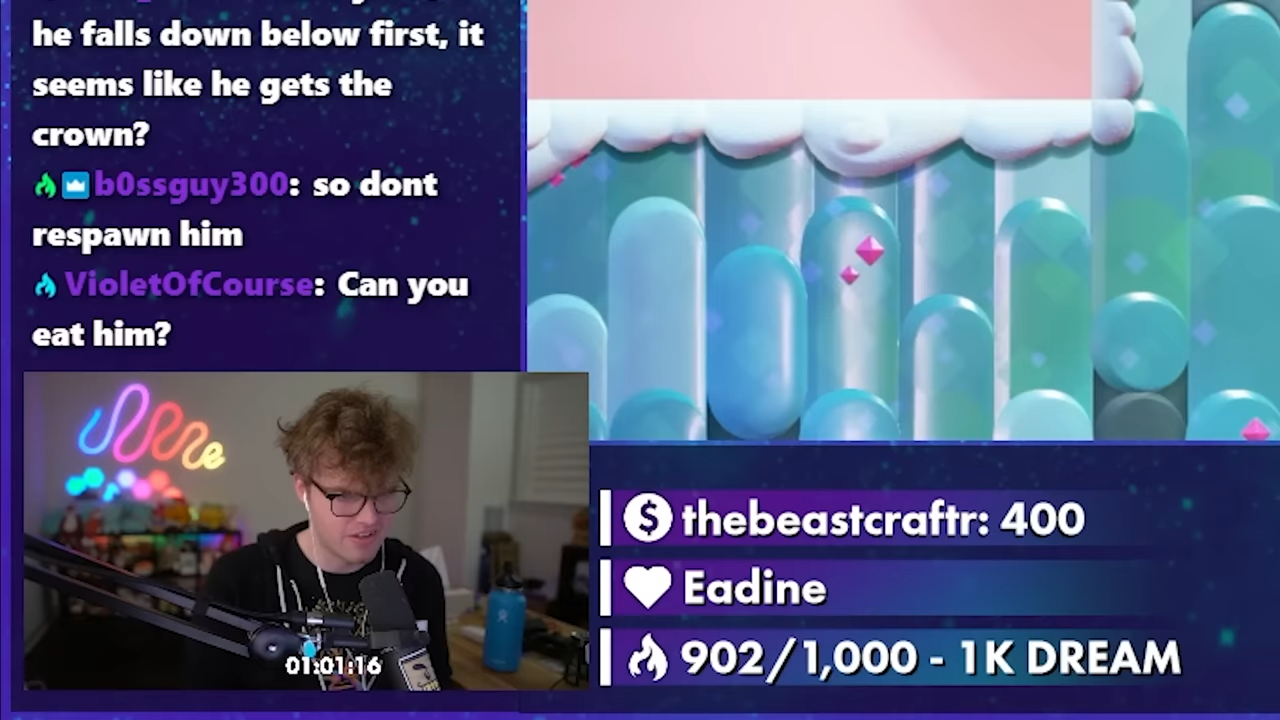 he falls down below first, it
seems like he gets the
crown?
b0ssguy300: so dont
respawn him
VioletOfCourse: Can you
eat him?
01:01:16
$ thebeastcraftr: 400
Eadine
902/1,000 - 1K DREAM